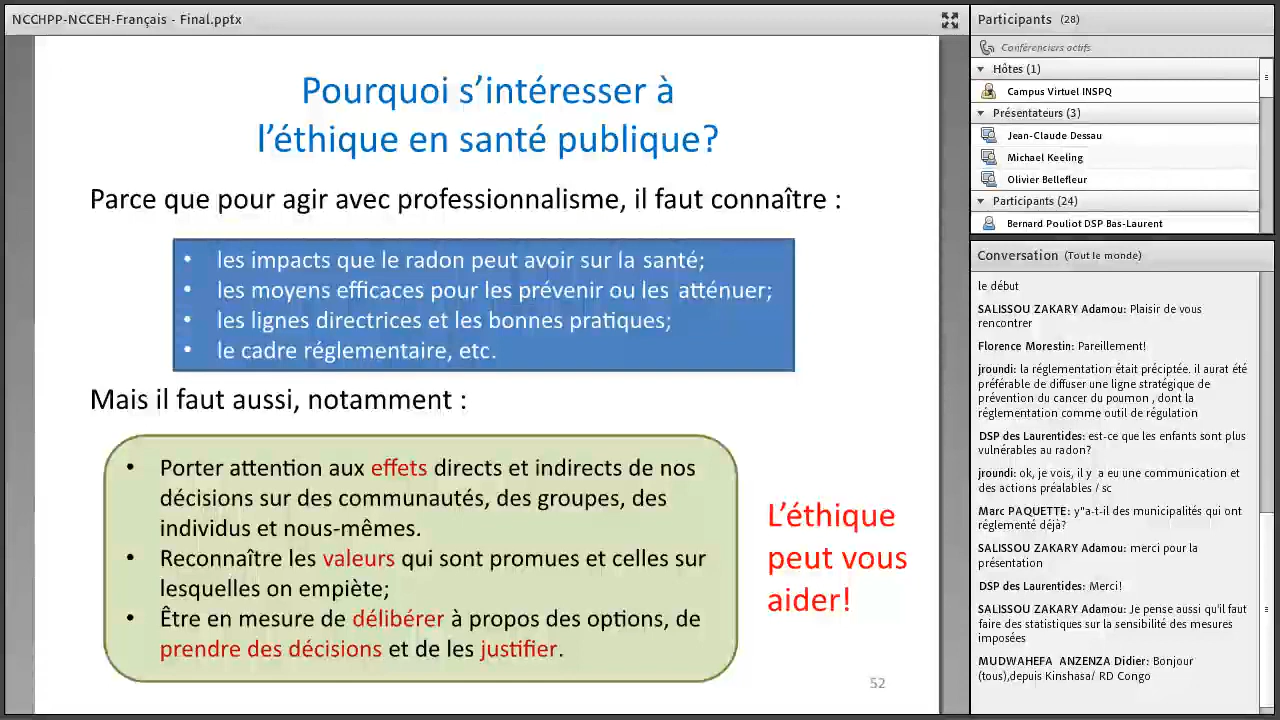 NCCHPP-NCCEH-Français - Final.pptx
Pourquoi s’intéresser à
l’éthique en santé publique?
Parce que pour agir avec professionnalisme, il faut connaître :
• les impacts que le radon peut avoir sur la santé;
• les moyens efficaces pour les prévenir ou les atténuer;
• les lignes directrices et les bonnes pratiques;
• le cadre réglementaire, etc.
Mais il faut aussi, notamment :
• Porter attention aux effets directs et indirects de nos
décisions sur des communautés, des groupes, des
individus et nous-mêmes.
• Reconnaître les valeurs qui sont promues et celles sur
lesquelles on empiète;
• Être en mesure de délibérer à propos des options, de
prendre des décisions et de les justifier.
L’éthique
peut vous
aider!
52
Participants (28)
Conférenciers actifs
Hôtes (1)
Campus Virtuel INSPQ
Présentateurs (3)
Jean-Claude Dessau
Michael Keeling
Olivier Bellefleur
Participants (24)
Bernard Pouliot DSP Bas-Laurent
Conversation (Tout le monde)
le début
SALISSOU ZAKARY Adamou: Plaisir de vous
rencontrer
Florence Morestin: Pareillement!
jroundi: la réglementation était préciptée. il aurat été
préférable de diffuser une ligne stratégique de
prévention du cancer du poumon , dont la
réglementation comme outil de régulation
DSP des Laurentides: est-ce que les enfants sont plus
vulnérables au radon?
jroundi: ok, je vois, il y a eu une communication et
des actions préalables / sc
Marc PAQUETTE: y"a-t-il des municipalités qui ont
réglementé déjà?
SALISSOU ZAKARY Adamou: merci pour la
présentation
DSP des Laurentides: Merci!
SALISSOU ZAKARY Adamou: Je pense aussi qu'il faut
faire des statistiques sur la sensibilité des mesures
imposées
MUDWAHEFA ANZENZA Didier: Bonjour
(tous),depuis Kinshasa/ RD Congo